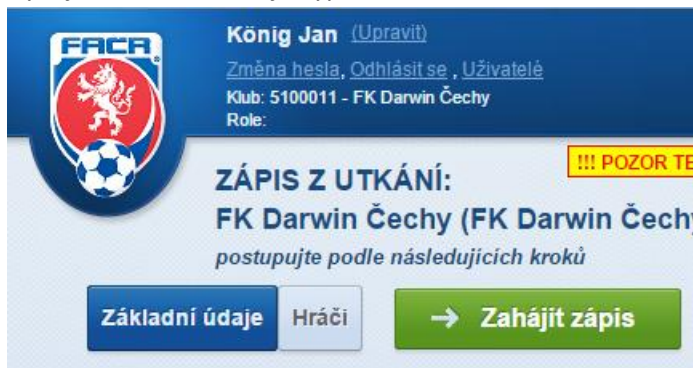 FAČR
König Jan (Upravit)
Změna hesla, Odhlásit se , Uživatelé
Klub: 5100011 - FK Darwin Čechy
Role:
!!! POZOR TE
ZÁPIS Z UTKÁNÍ:
FK Darwin Čechy (FK Darwin Čechy
postupujte podle následujících kroků
Základní údaje Hráči → Zahájit zápis